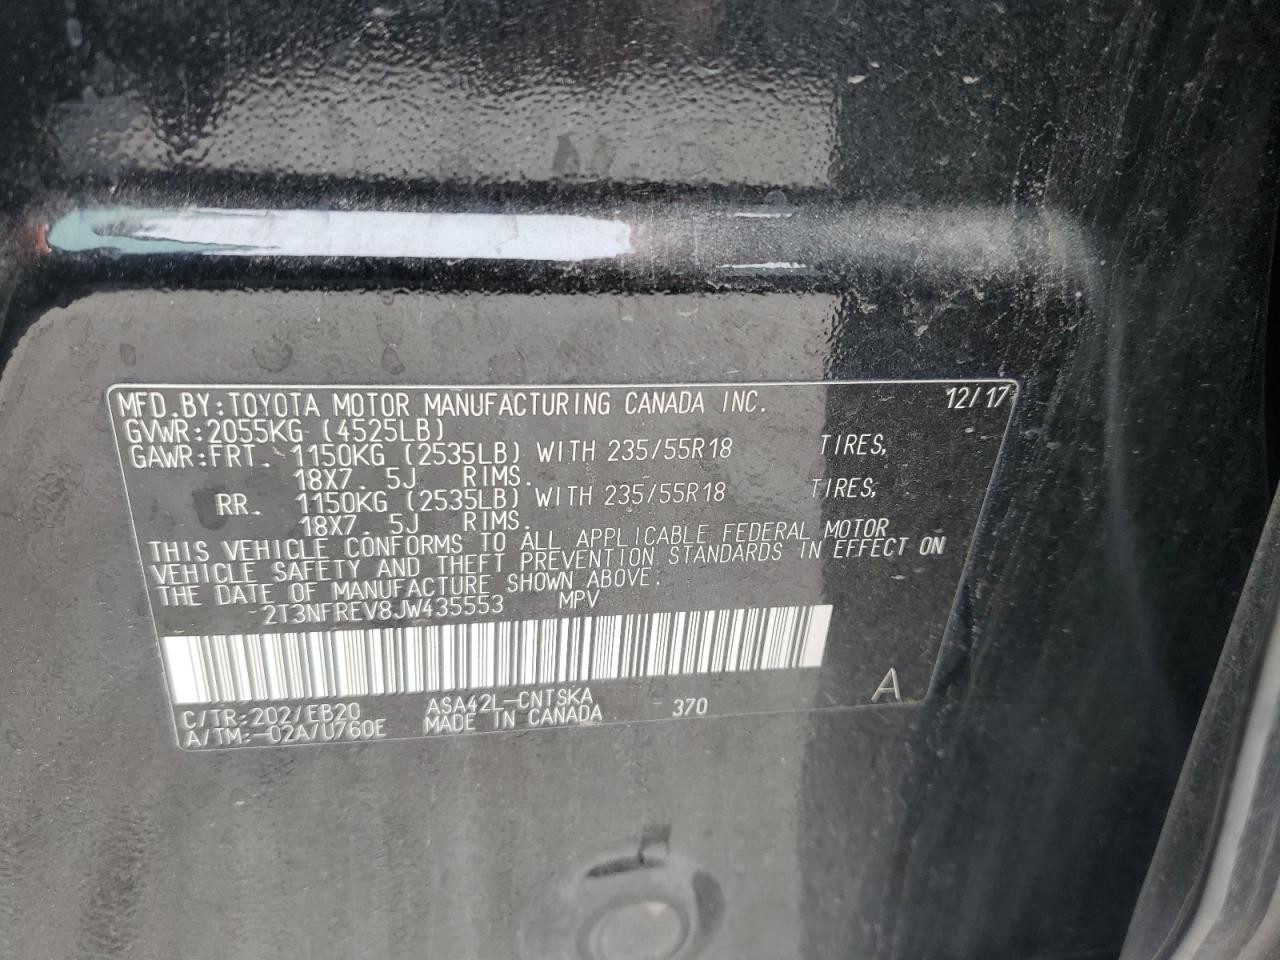 MFD.BY:TOYOTA MOTOR MANUFACTURING CANADA INC. 12/17
GVWR:2055KG (4525LB)
GAWR:FRT. 1150KG (2535LB) WITH 235/55R18 TIRES,
18X7.5J RIMS.
RR. 1150KG (2535LB) WITH 235/55R18 TIRES,
18X7.5J RIMS.
THIS VEHICLE CONFORMS TO ALL APPLICABLE FEDERAL MOTOR
VEHICLE SAFETY AND THEFT PREVENTION STANDARDS IN EFFECT ON
THE DATE OF MANUFACTURE SHOWN ABOVE.
2T3NFREV8JW435553 MPV
A
C/TR:202/EB20 ASA42L-CNTSKA 370
A/TM:-02A/U760E MADE IN CANADA